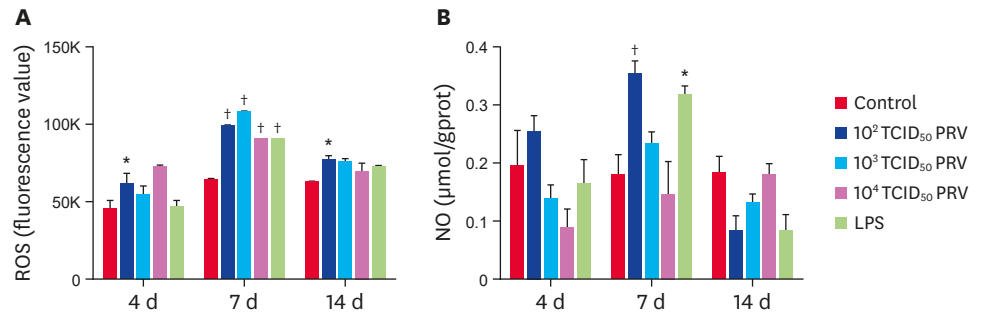 A
ROS (fluorescence value)
150K
100K
50K
0
*
†
†
†
†
*
4 d
7 d
14 d
B
NO (µmol/gprot)
0.4
0.3
0.2
0.1
0
†
*
4 d
7 d
14 d
Control
10² TCID₅₀ PRV
10³ TCID₅₀ PRV
10⁴ TCID₅₀ PRV
LPS